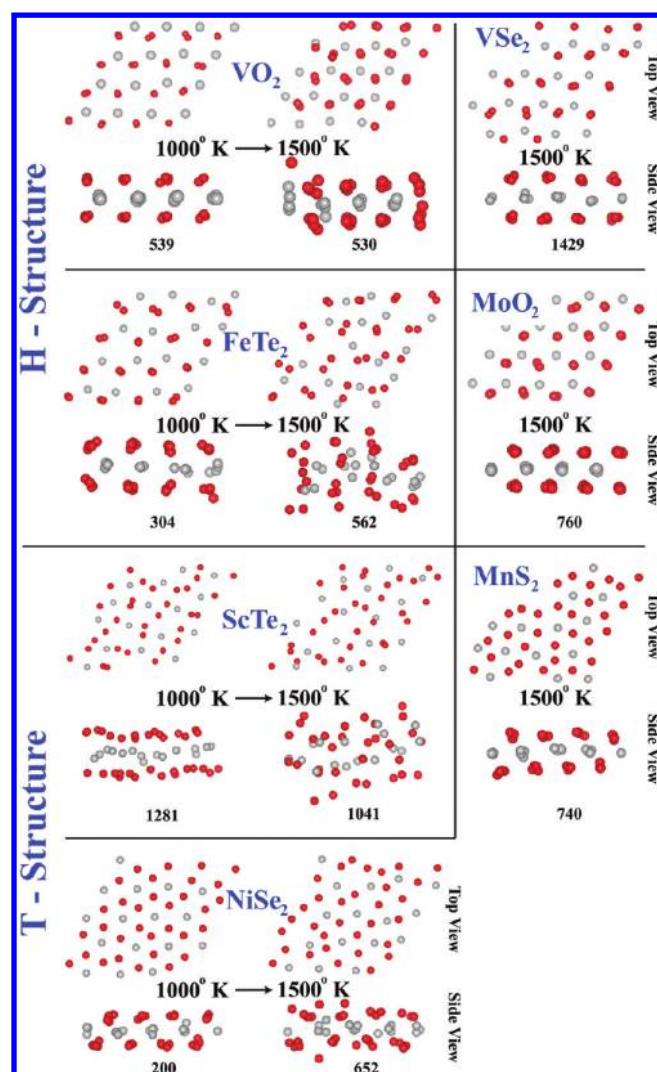 H - Structure
VO2
1000° K → 1500° K
539
530
VSe2
Top View
1500° K
Side View
1429
FeTe2
1000° K → 1500° K
304
562
MoO2
Top View
1500° K
Side View
760
T - Structure
ScTe2
1000° K → 1500° K
1281
1041
MnS2
Top View
1500° K
Side View
740
NiSe2
Top View
1000° K → 1500° K
Side View
200
652